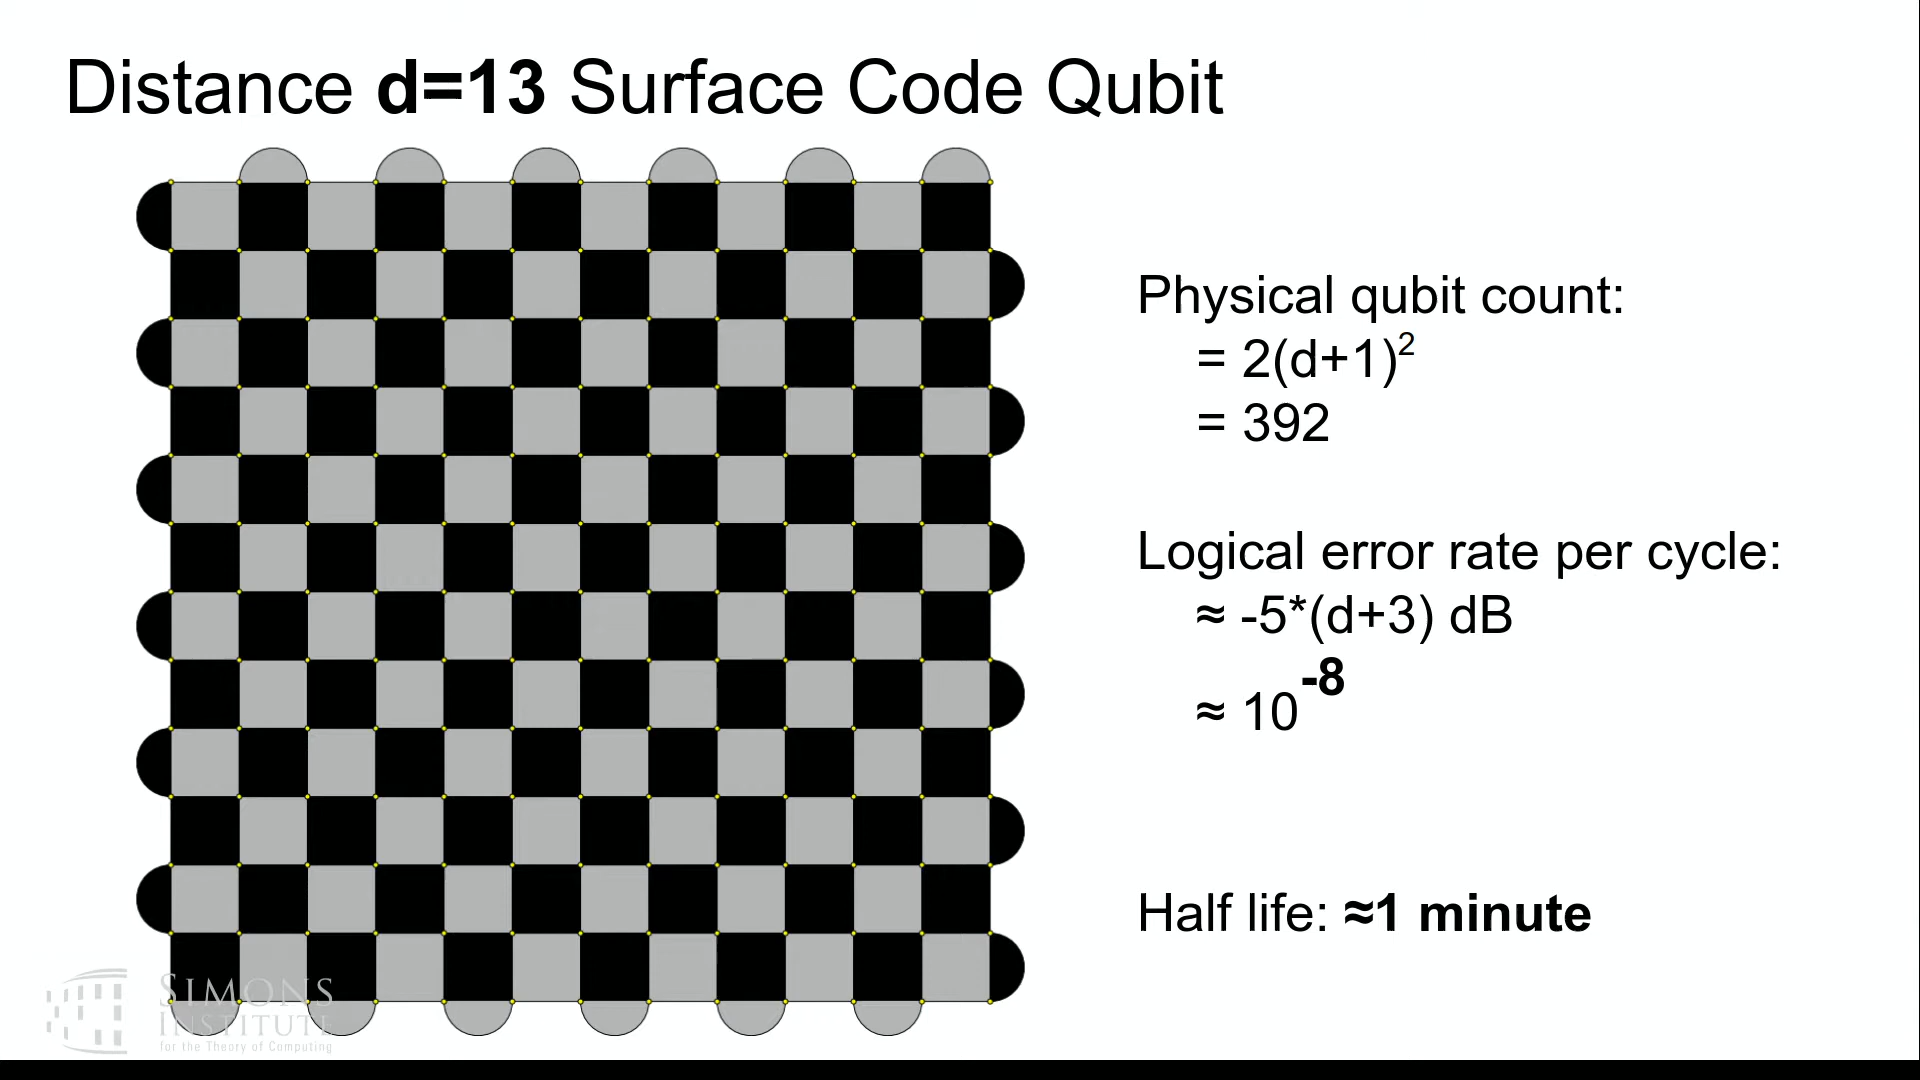 Distance d=13 Surface Code Qubit
Physical qubit count:
= 2(d+1)²
= 392
Logical error rate per cycle:
≈ -5*(d+3) dB
≈ 10⁻⁸
Half life: ≈1 minute
SIMONS
INSTITUTE
for the Theory of Computing